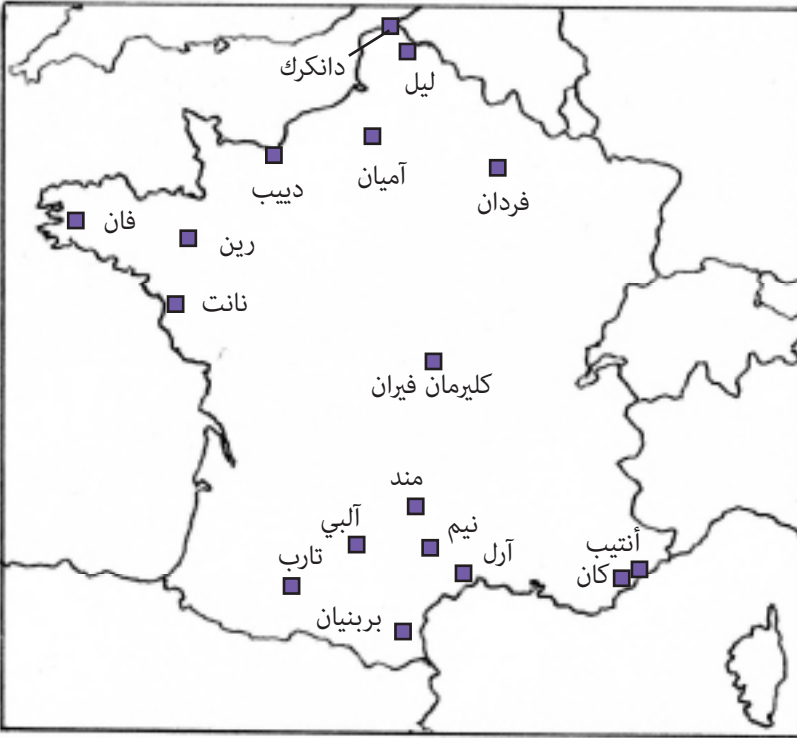 دانكرك
ليل
آميان
دييب
فردان
فان
رين
نانت
كليرمان فيران
مند
آلبي
نيم
أنتيب
آرل
تارب
كان
بربنيان